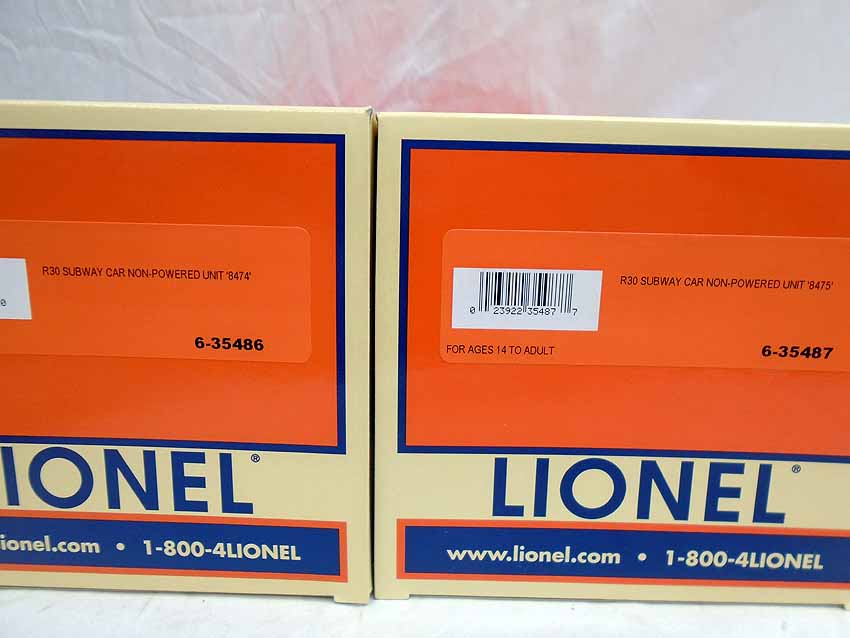 R30 SUBWAY CAR NON-POWERED UNIT '8474'
6-35486
IONEL®
ionel.com • 1-800-4LIONEL
R30 SUBWAY CAR NON-POWERED UNIT '8475'
0 23922 35487 7
FOR AGES 14 TO ADULT
6-35487
LIONEL®
www.lionel.com • 1-800-4LIONEL